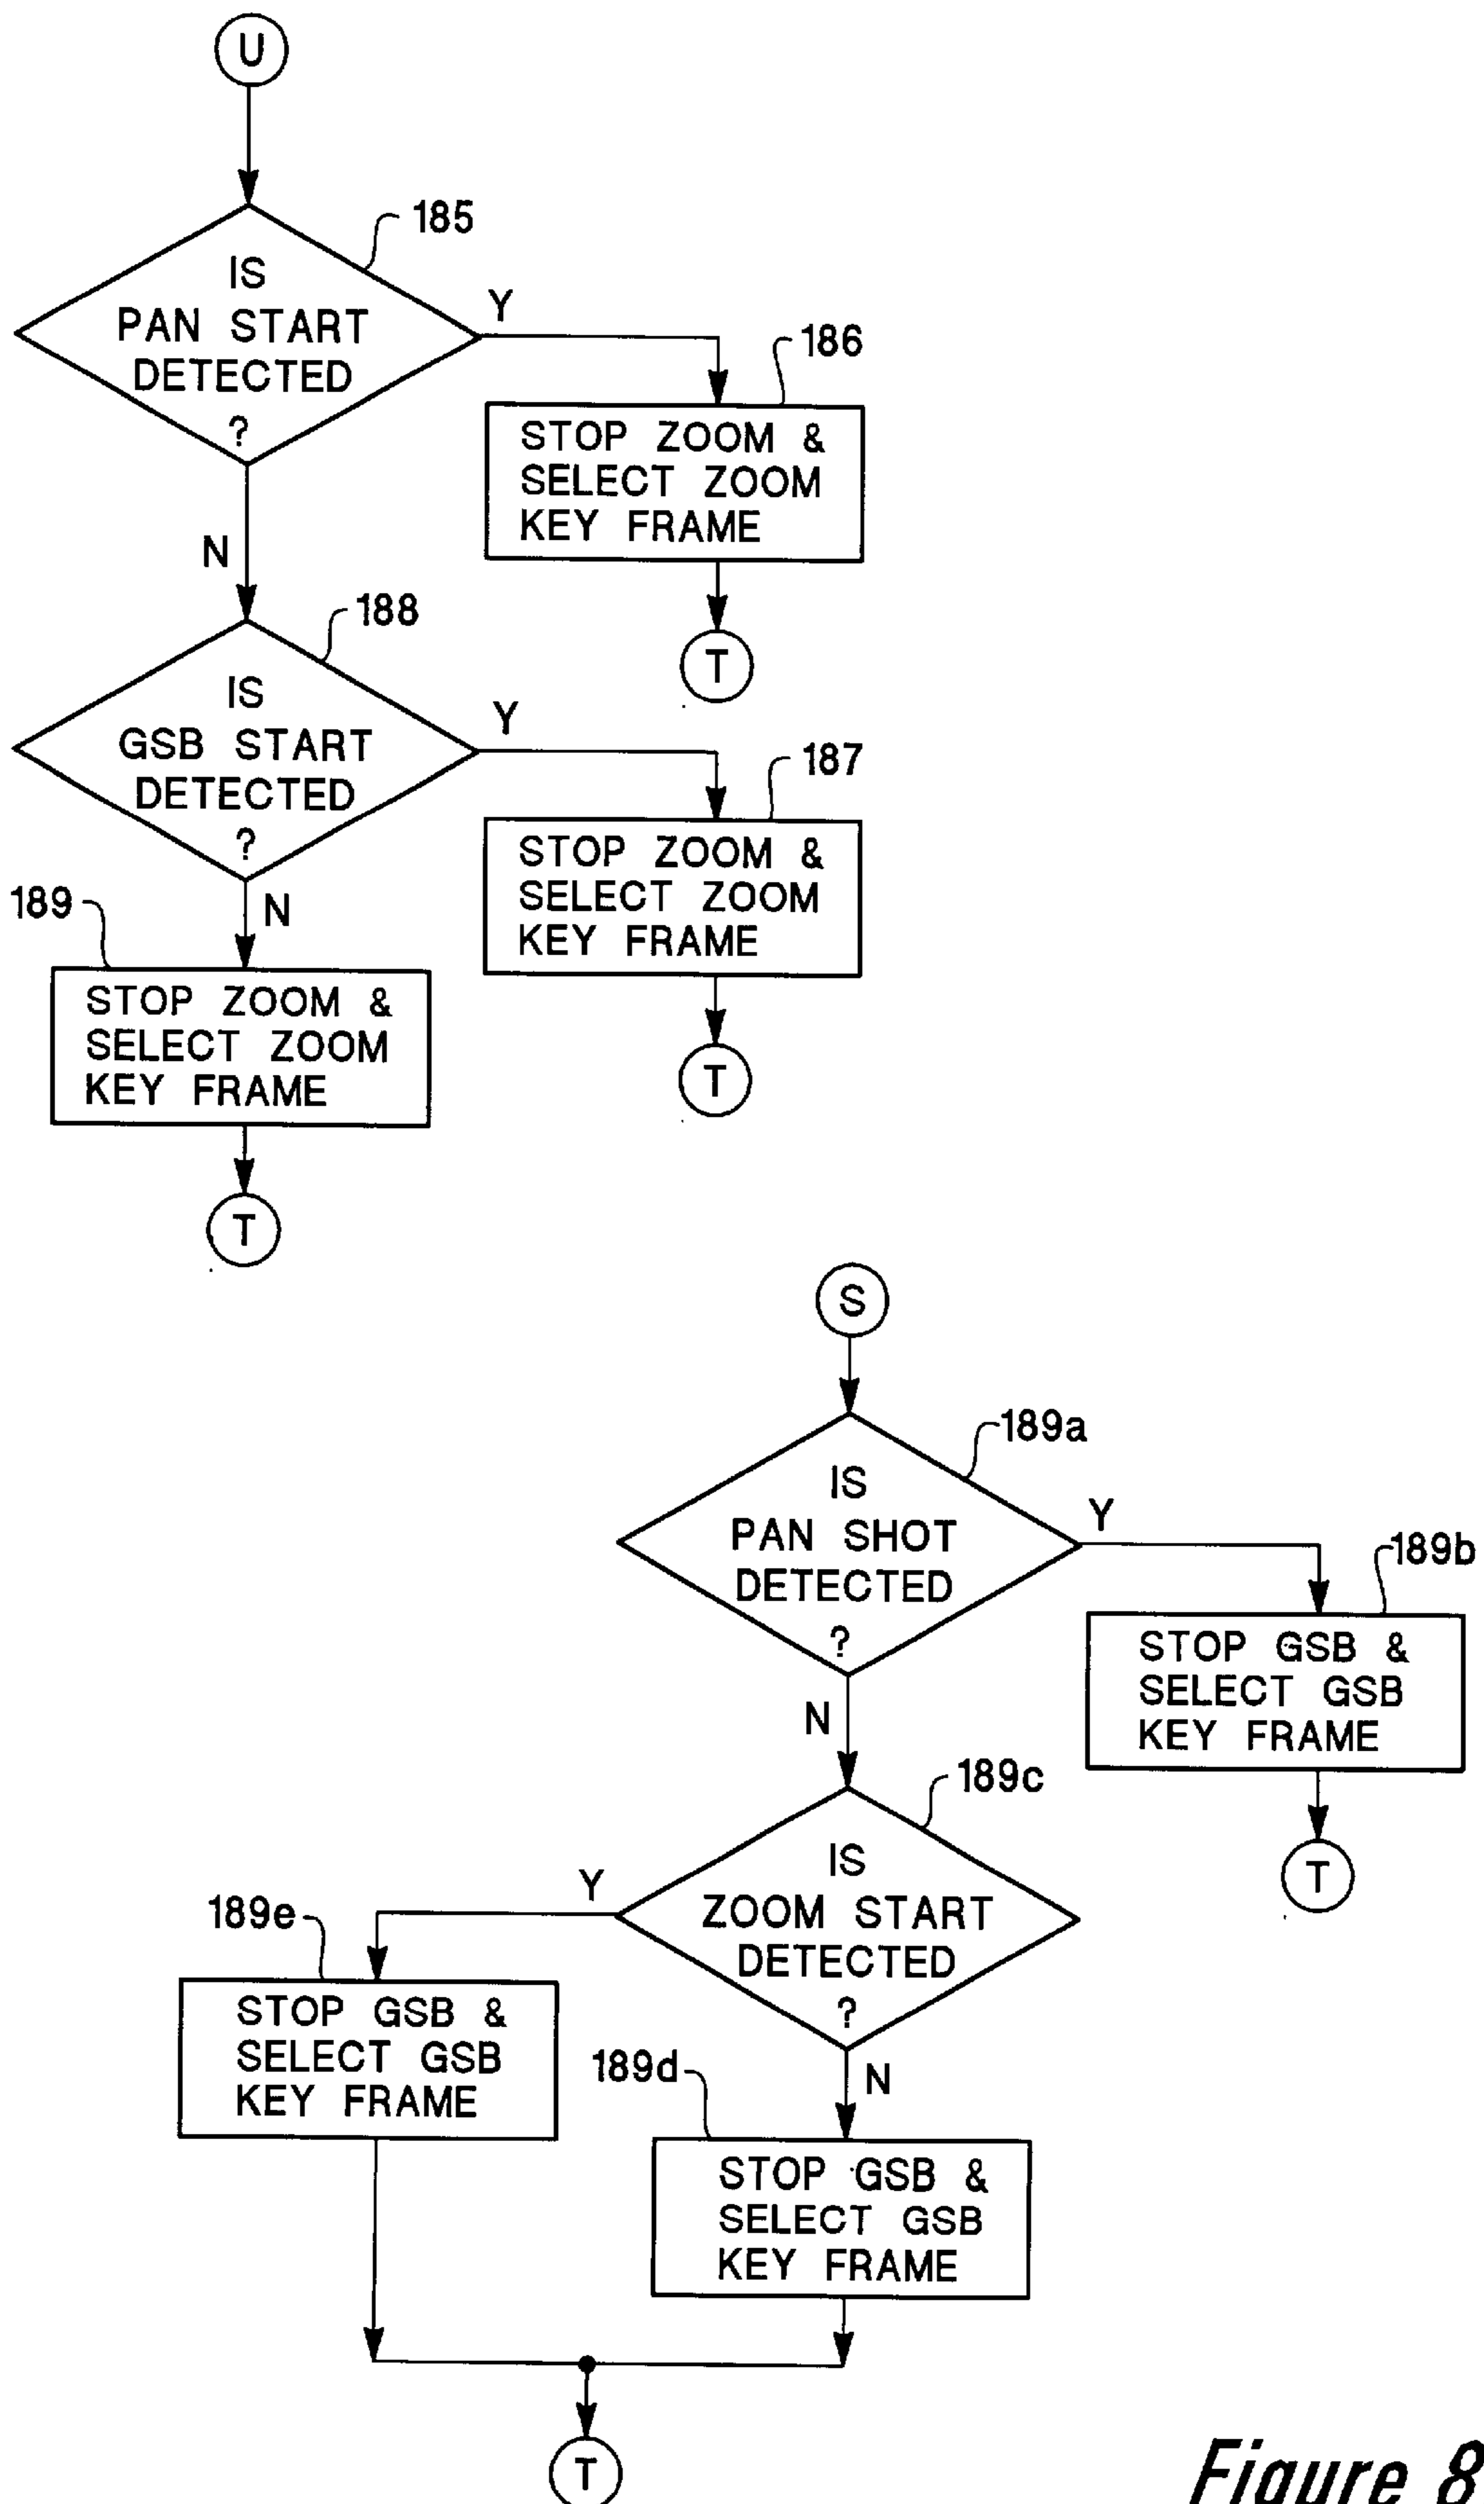 U
185
IS
PAN START
DETECTED
?
Y
186
STOP ZOOM &
SELECT ZOOM
KEY FRAME
T
N
188
IS
GSB START
DETECTED
?
Y
187
STOP ZOOM &
SELECT ZOOM
KEY FRAME
T
189
N
STOP ZOOM &
SELECT ZOOM
KEY FRAME
T
S
189a
IS
PAN SHOT
DETECTED
?
Y
189b
STOP GSB &
SELECT GSB
KEY FRAME
T
N
189c
IS
ZOOM START
DETECTED
?
Y
189e
STOP GSB &
SELECT GSB
KEY FRAME
189d
N
STOP GSB &
SELECT GSB
KEY FRAME
T
Figure 8